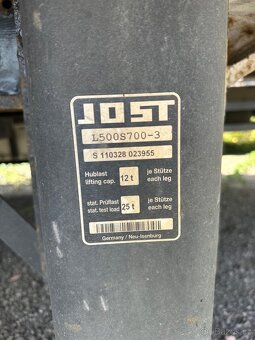 JOST
L500S700-3
S 110328 023955
Hublast je Stütze
lifting cap. 12 t each leg
stat. Prüflast je Stütze
stat. test load 25 t each leg
Germany / Neu-Isenburg